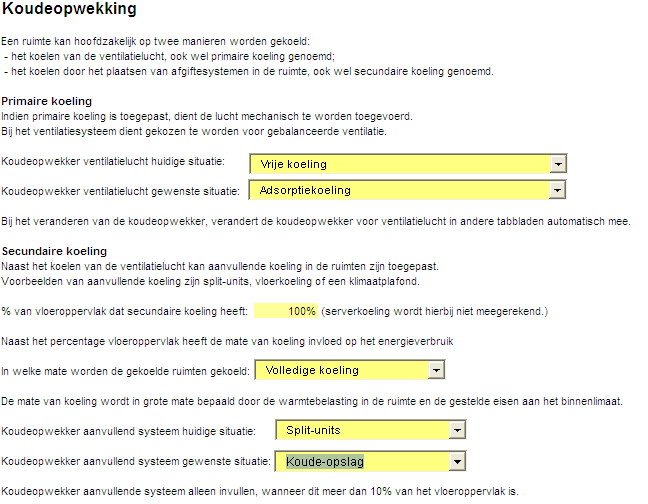 Koudeopwekking
Een ruimte kan hoofdzakelijk op twee manieren worden gekoeld:
- het koelen van de ventilatielucht, ook wel primaire koeling genoemd;
- het koelen door het plaatsen van afgiftesystemen in de ruimte, ook wel secundaire koeling genoemd.
Primaire koeling
Indien primaire koeling is toegepast, dient de lucht mechanisch te worden toegevoerd.
Bij het ventilatiesysteem dient gekozen te worden voor gebalanceerde ventilatie.
Koudeopwekker ventilatielucht huidige situatie: Vrije koeling
Koudeopwekker ventilatielucht gewenste situatie: Adsorptiekoeling
Bij het veranderen van de koudeopwekker, verandert de koudeopwekker voor ventilatielucht in andere tabbladen automatisch mee.
Secundaire koeling
Naast het koelen van de ventilatielucht kan aanvullende koeling in de ruimten zijn toegepast.
Voorbeelden van aanvullende koeling zijn split-units, vloerkoeling of een klimaatplafond.
% van vloeroppervlak dat secundaire koeling heeft: 100% (serverkoeling wordt hierbij niet meegerekend.)
Naast het percentage vloeroppervlak heeft de mate van koeling invloed op het energieverbruik
In welke mate worden de gekoelde ruimten gekoeld: Volledige koeling
De mate van koeling wordt in grote mate bepaald door de warmtebelasting in de ruimte en de gestelde eisen aan het binnenlimaat.
Koudeopwekker aanvullend systeem huidige situatie: Split-units
Koudeopwekker aanvullend systeem gewenste situatie: Koude-opslag
Koudeopwekker aanvullende systeem alleen invullen, wanneer dit meer dan 10% van het vloeroppervlak is.